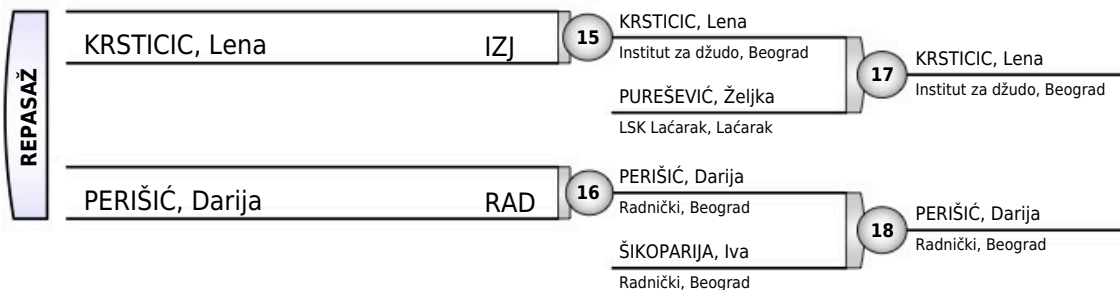 REPASAŽ
KRSTICIC, Lena IZJ
15
KRSTICIC, Lena
Institut za džudo, Beograd
PUREŠEVIĆ, Željka
LSK Laćarak, Laćarak
17
KRSTICIC, Lena
Institut za džudo, Beograd
PERIŠIĆ, Darija RAD
16
PERIŠIĆ, Darija
Radnički, Beograd
ŠIKOPARIJA, Iva
Radnički, Beograd
18
PERIŠIĆ, Darija
Radnički, Beograd